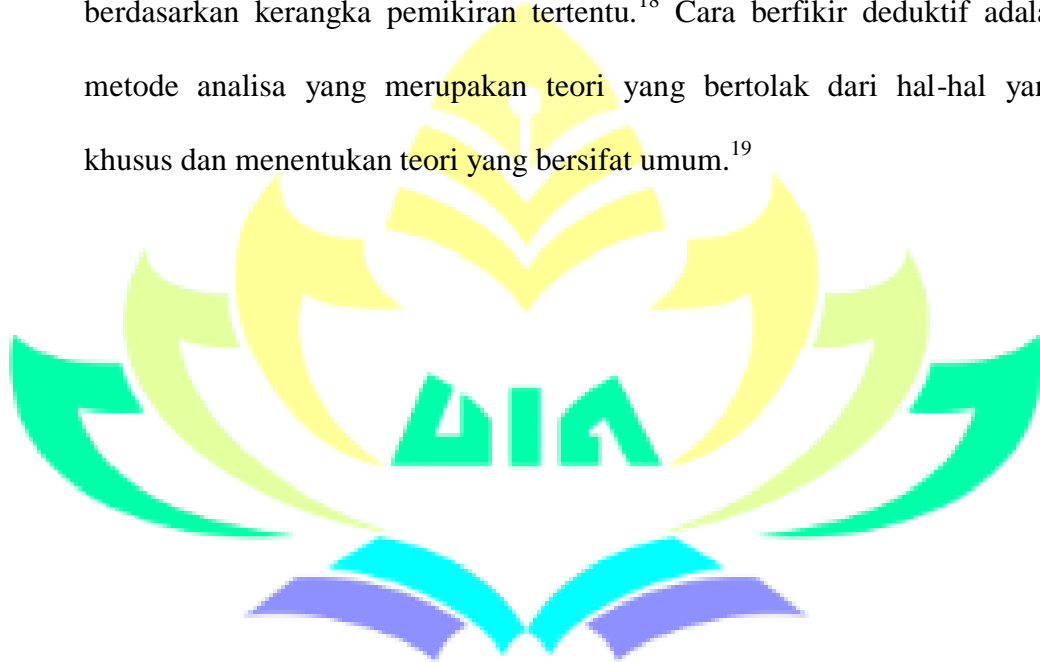 berdasarkan kerangka pemikiran tertentu.18 Cara berfikir deduktif adala
metode analisa yang merupakan teori yang bertolak dari hal-hal yan
khusus dan menentukan teori yang bersifat umum.19
UIN